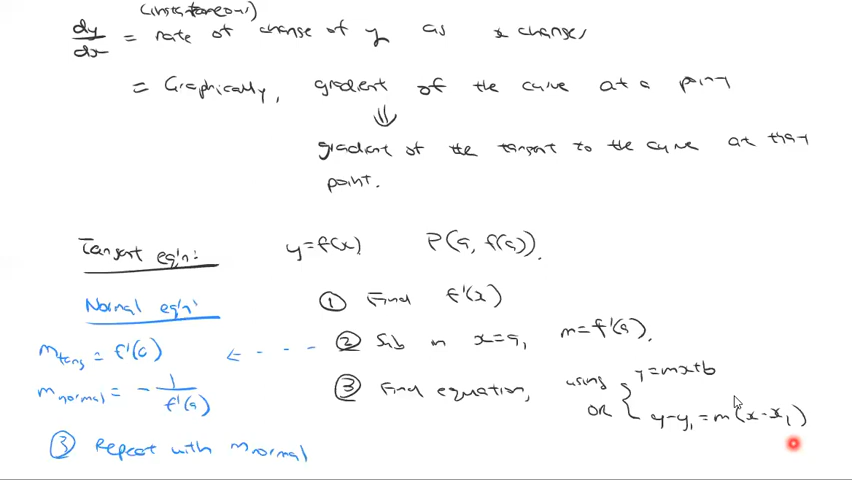 (instantaneous)
dy/dx = rate of change of y as x changes
= Graphically, gradient of the curve at a point
⇓
gradient of the tangent to the curve at that
point.
Tangent eq'n: y=f(x) P(a, f(a)).
① Find f'(x)
② Sub in x=a, m=f'(a).
③ Find equation, using { y=mx+b
OR y-y₁=m(x-x₁)
Normal eq'n:
m tang = f'(a) ← - - -
m normal = - 1/f'(a)
③ Repeat with m normal